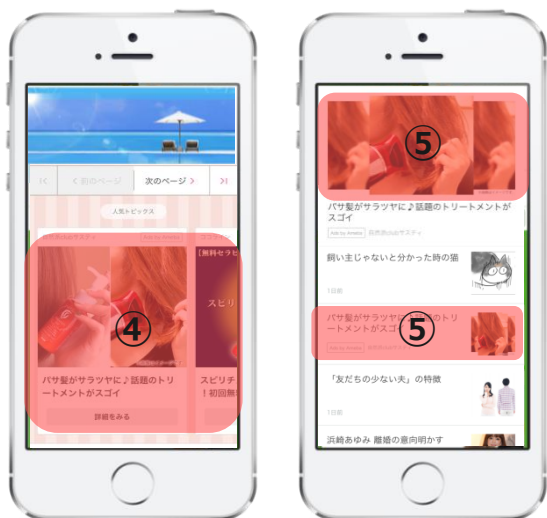 < 前のページ
次のページ >
人気トピックス
[無料セラピ
スピリ
④
パサ髪がサラツヤに♪話題のトリ
ートメントがスゴイ
詳細をみる
スピリチ
！初回無
⑤
パサ髪がサラツヤに♪話題のトリートメントが
スゴイ
Ads by Ameba
飼い主じゃないと分かった時の猫
1日前
⑤
パサ髪がサラツヤに♪話題のトリ
ートメントがスゴイ
Ads by Ameba
「友だちの少ない夫」の特徴
1日前
浜崎あゆみ 離婚の意向明かす